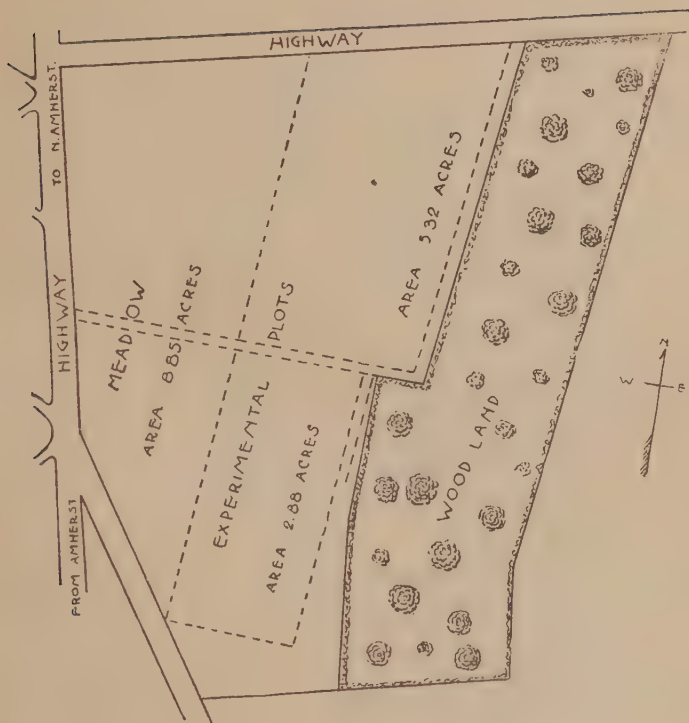 HIGHWAY
TO N. AMHERST.
HIGHWAY
FROM AMHERST
MEADOW
AREA 8.851 ACRES
EXPERIMENTAL PLOTS
AREA 5.32 ACRES
AREA 2.88 ACRES
WOOD LAND
N
W
E